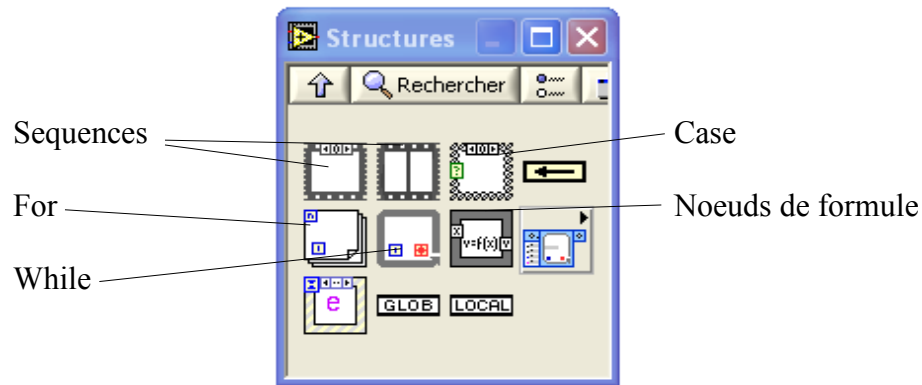 Structures
Rechercher
Sequences
Case
For
Noeuds de formule
v=f(x)
While
e
GLOB
LOCAL